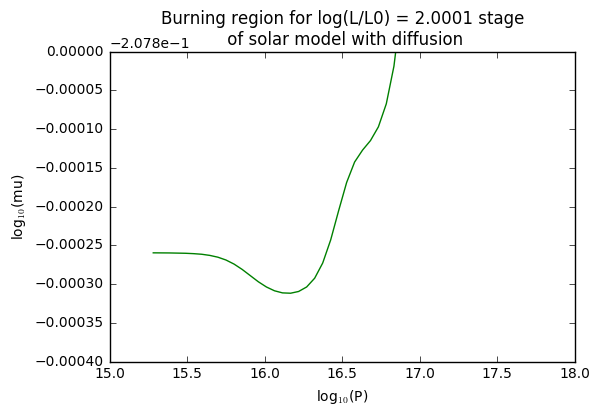 Burning region for log(L/L0) = 2.0001 stage
of solar model with diffusion
−2.078e−1
0.00000
−0.00005
−0.00010
−0.00015
−0.00020
−0.00025
−0.00030
−0.00035
−0.00040
log₁₀(mu)
15.0 15.5 16.0 16.5 17.0 17.5 18.0
log₁₀(P)